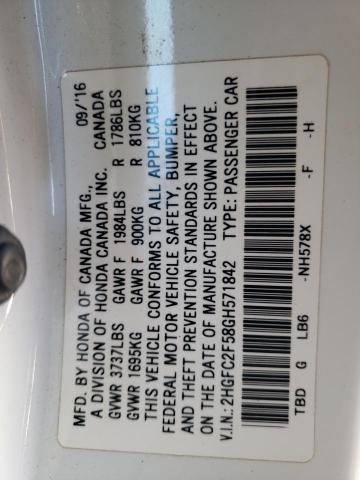 MFD. BY HONDA OF CANADA MFG., 09/'16
A DIVISION OF HONDA CANADA INC. CANADA
GVWR 3737LBS GAWR F 1984LBS R 1786LBS
GVWR 1695KG GAWR F 900KG R 810KG
THIS VEHICLE CONFORMS TO ALL APPLICABLE
FEDERAL MOTOR VEHICLE SAFETY, BUMPER,
AND THEFT PREVENTION STANDARDS IN EFFECT
ON THE DATE OF MANUFACTURE SHOWN ABOVE.
V.I.N.: 2HGFC2F58GH571842 TYPE: PASSENGER CAR
TBD G LB6 -NH578X -F -H